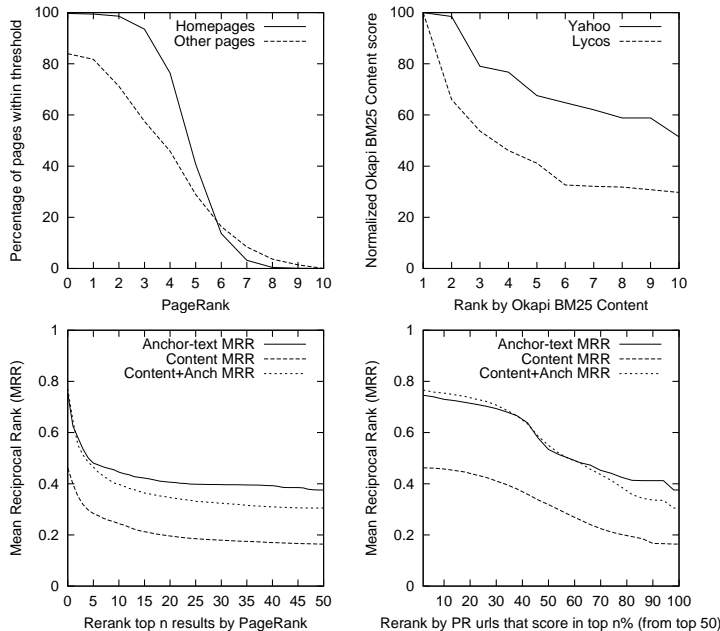 Percentage of pages within threshold
100
80
60
40
20
0
Homepages
Other pages
0 1 2 3 4 5 6 7 8 9 10
PageRank
Normalized Okapi BM25 Content score
100
80
60
40
20
0
Yahoo
Lycos
1 2 3 4 5 6 7 8 9 10
Rank by Okapi BM25 Content
Mean Reciprocal Rank (MRR)
1
0.8
0.6
0.4
0.2
0
Anchor-text MRR
Content MRR
Content+Anch MRR
0 5 10 15 20 25 30 35 40 45 50
Rerank top n results by PageRank
Mean Reciprocal Rank (MRR)
1
0.8
0.6
0.4
0.2
0
Anchor-text MRR
Content MRR
Content+Anch MRR
10 20 30 40 50 60 70 80 90 100
Rerank by PR urls that score in top n% (from top 50)